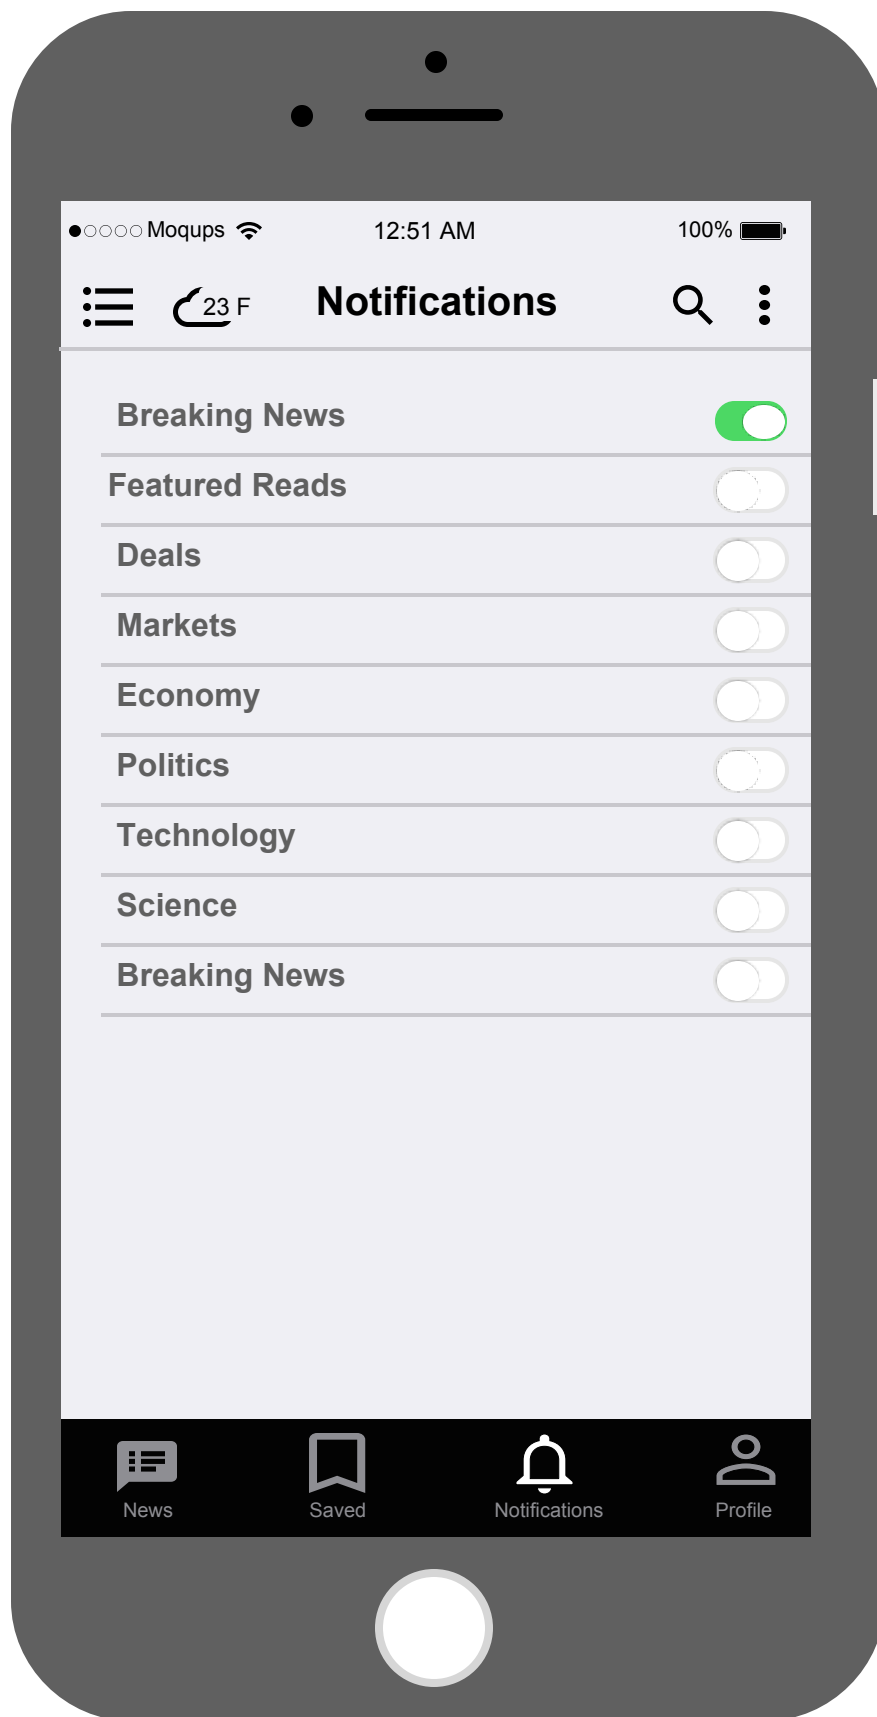 Moqups 12:51 AM 100%
23 F Notifications
Breaking News
Featured Reads
Deals
Markets
Economy
Politics
Technology
Science
Breaking News
News Saved Notifications Profile